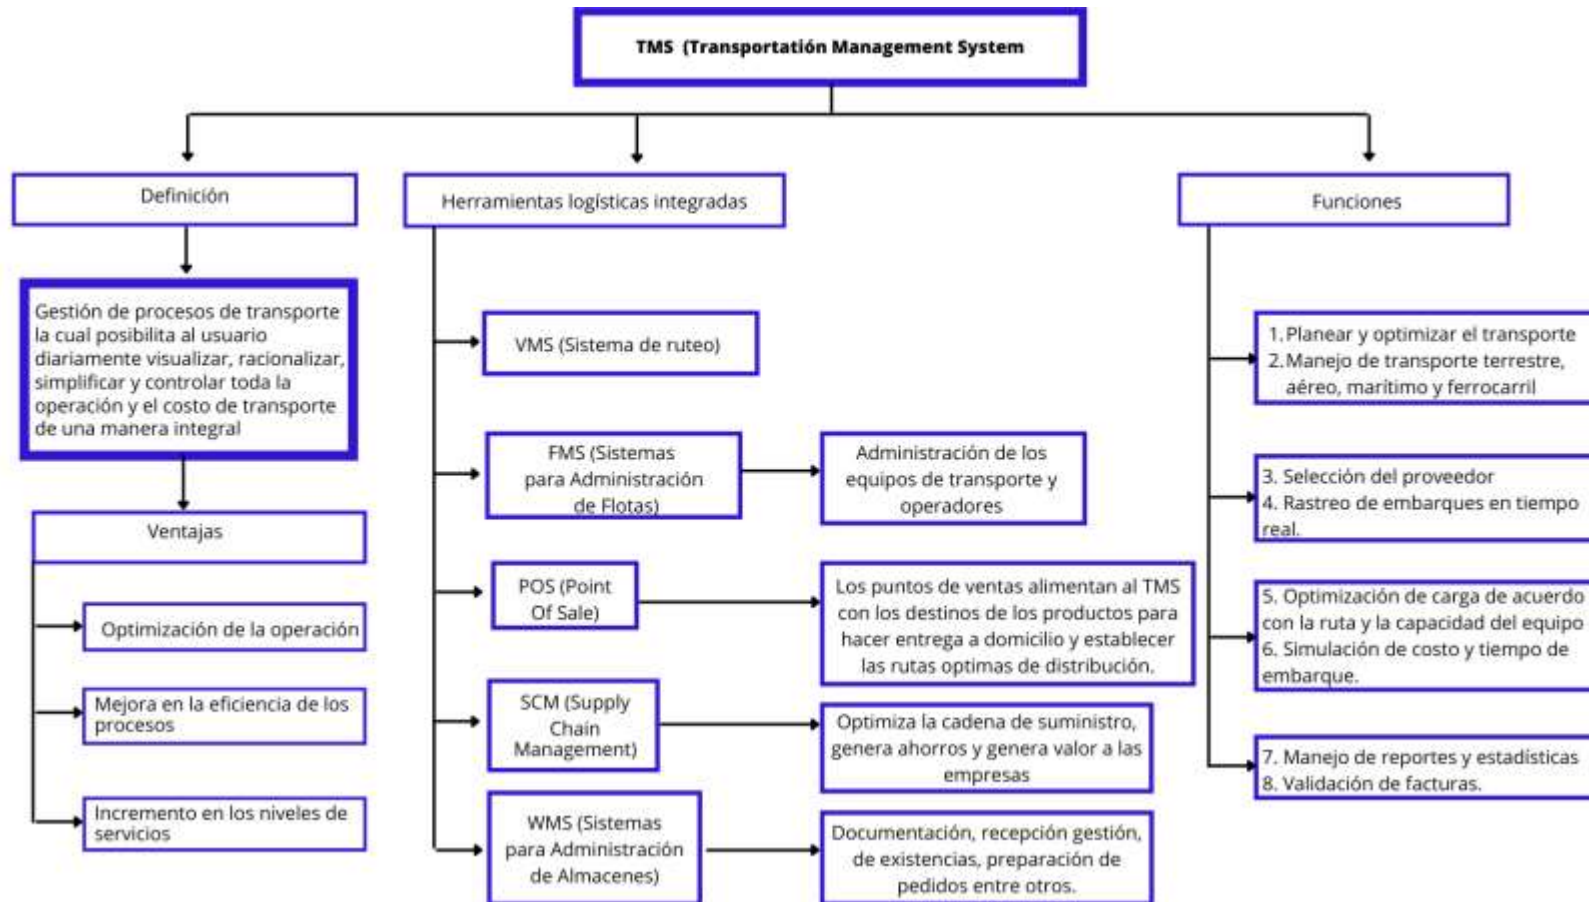 TMS (Transportatión Management System
Definición
Gestión de procesos de transporte
la cual posibilita al usuario
diariamente visualizar, racionalizar,
simplificar y controlar toda la
operación y el costo de transporte
de una manera integral
Ventajas
Optimización de la operación
Mejora en la eficiencia de los
procesos
Incremento en los niveles de
servicios
Herramientas logísticas integradas
VMS (Sistema de ruteo)
FMS (Sistemas
para Administración
de Flotas)
Administración de los
equipos de transporte y
operadores
POS (Point
Of Sale)
Los puntos de ventas alimentan al TMS
con los destinos de los productos para
hacer entrega a domicilio y establecer
las rutas optimas de distribución.
SCM (Supply
Chain
Management)
Optimiza la cadena de suministro,
genera ahorros y genera valor a las
empresas
WMS (Sistemas
para Administración
de Almacenes)
Documentación, recepción gestión,
de existencias, preparación de
pedidos entre otros.
Funciones
1. Planear y optimizar el transporte
2. Manejo de transporte terrestre,
aéreo, marítimo y ferrocarril
3. Selección del proveedor
4. Rastreo de embarques en tiempo
real.
5. Optimización de carga de acuerdo
con la ruta y la capacidad del equipo
6. Simulación de costo y tiempo de
embarque.
7. Manejo de reportes y estadísticas
8. Validación de facturas.